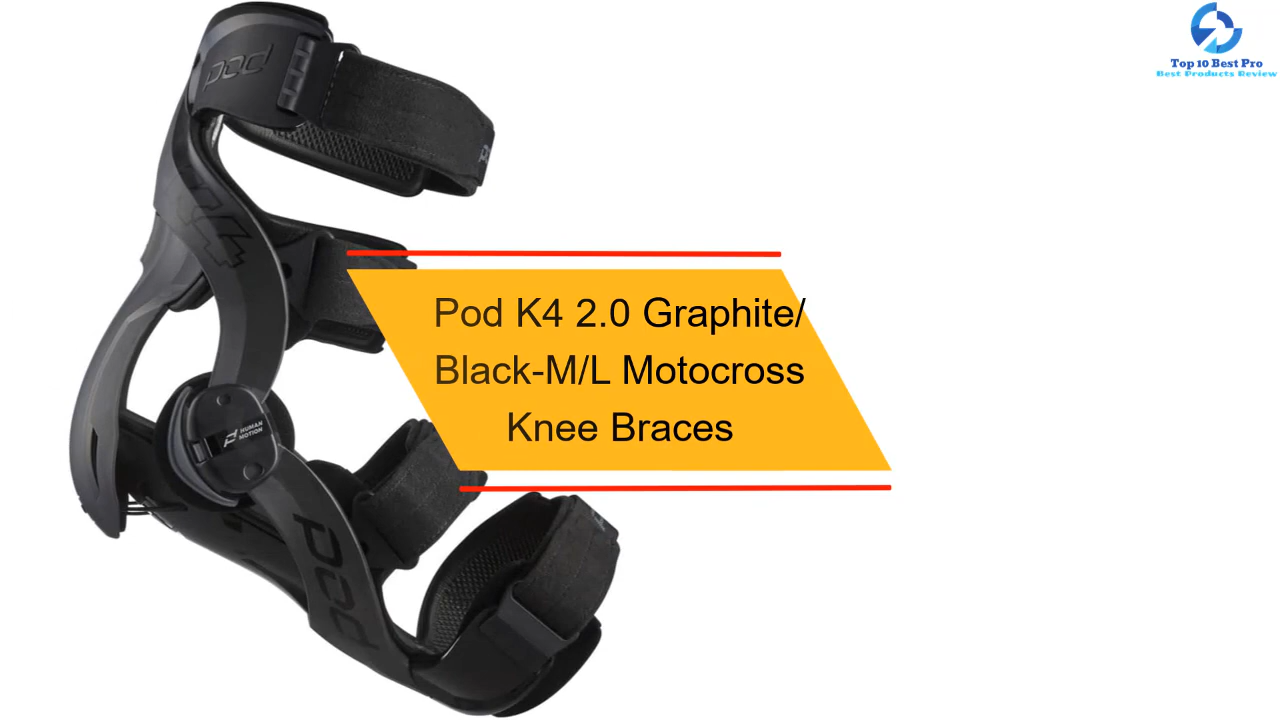 pod
Top 10 Best Pro
Best Products Review
K4
Pod K4 2.0 Graphite/
Black-M/L Motocross
Knee Braces
HUMAN
MOTION
pod